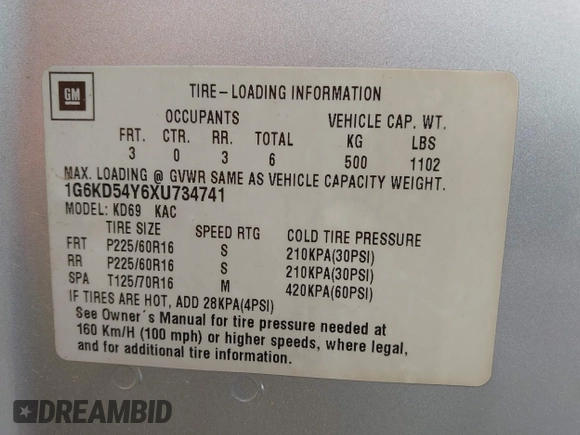 GM
TIRE-LOADING INFORMATION
OCCUPANTS VEHICLE CAP. WT.
FRT. CTR. RR. TOTAL KG LBS
3 0 3 6 500 1102
MAX. LOADING @ GVWR SAME AS VEHICLE CAPACITY WEIGHT.
1G6KD54Y6XU734741
MODEL: KD69 KAC
TIRE SIZE SPEED RTG COLD TIRE PRESSURE
FRT P225/60R16 S 210KPA(30PSI)
RR P225/60R16 S 210KPA(30PSI)
SPA T125/70R16 M 420KPA(60PSI)
IF TIRES ARE HOT, ADD 28KPA(4PSI)
See Owner´s Manual for tire pressure needed at
160 Km/H (100 mph) or higher speeds, where legal,
and for additional tire information.
DREAMBID